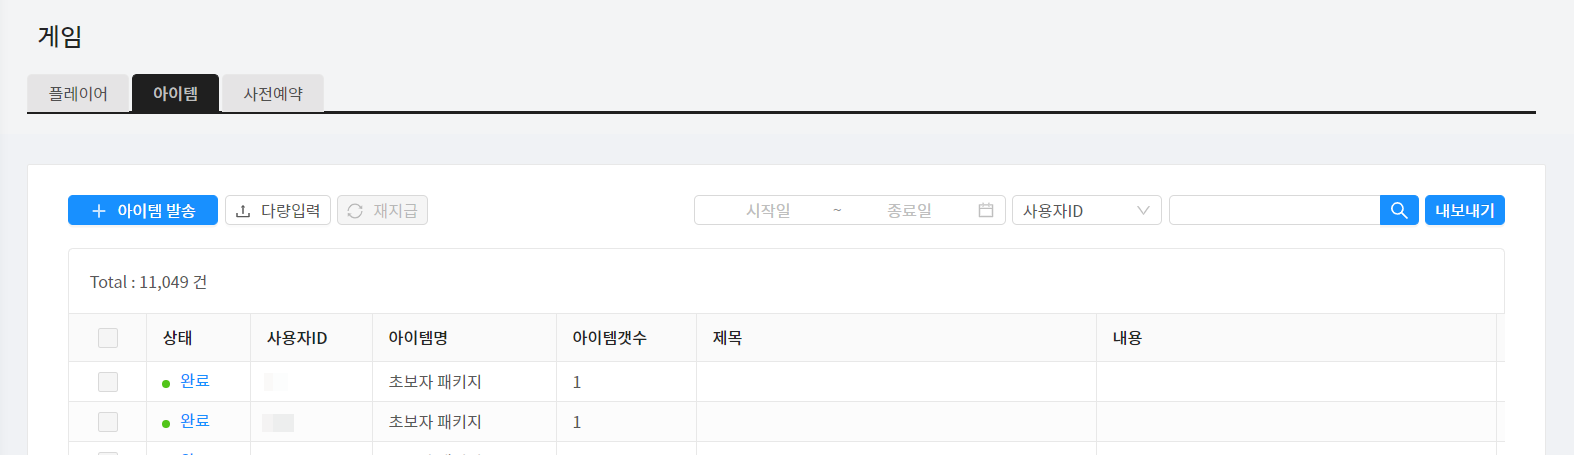 게임
플레이어 아이템 사전예약
아이템 발송 다량입력 재지급 시작일 ~ 종료일 사용자ID 내보내기
Total : 11,049 건
상태 사용자ID 아이템명 아이템갯수 제목 내용
완료 초보자 패키지 1
완료 초보자 패키지 1